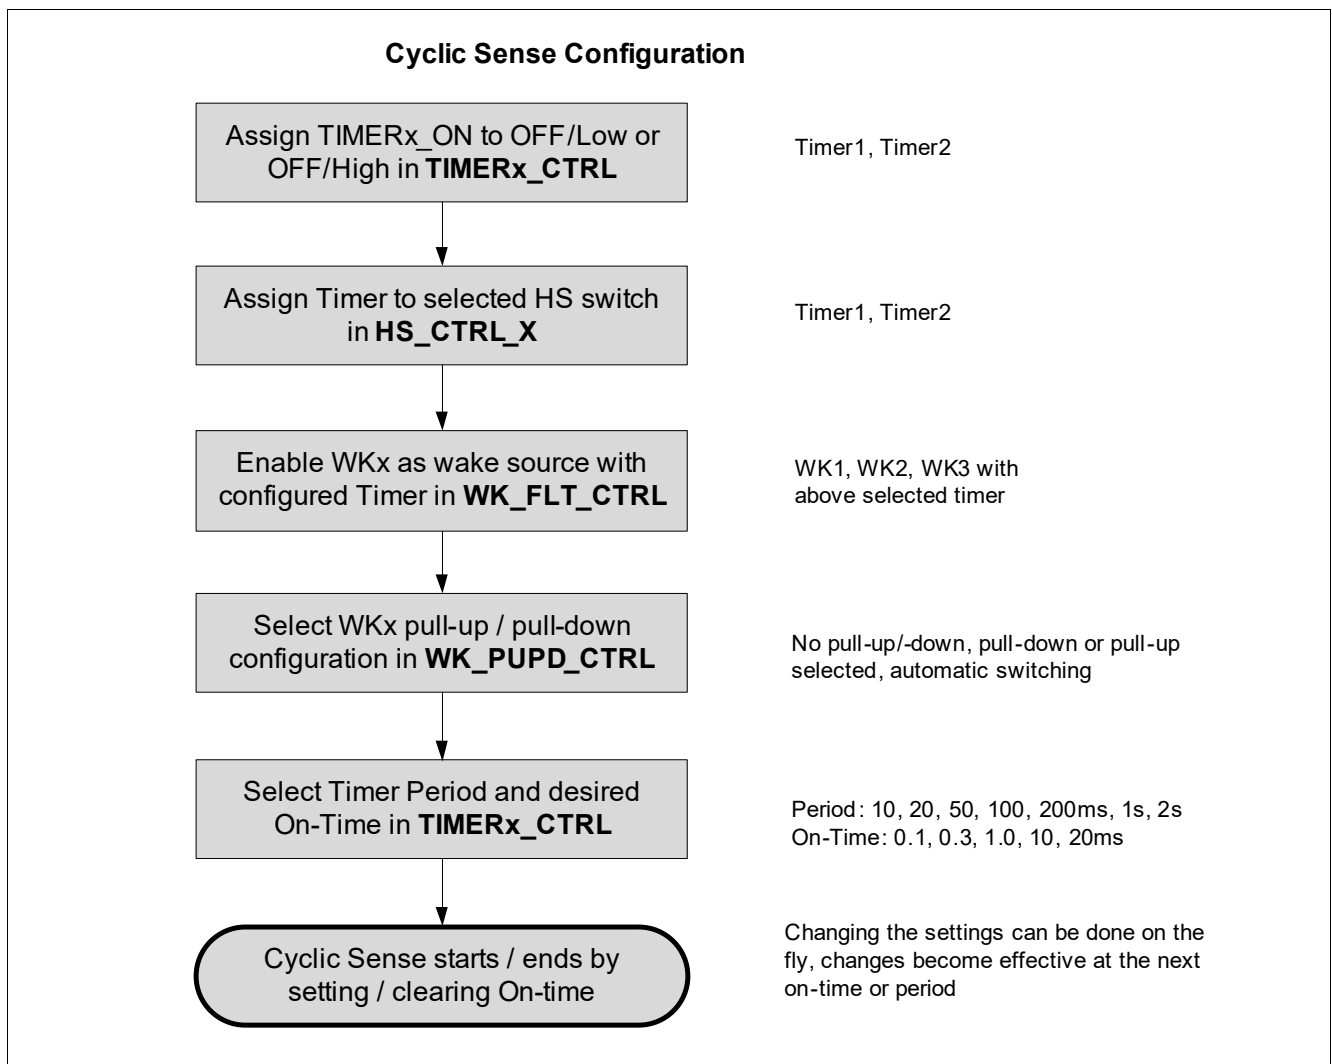 Cyclic Sense Configuration
Assign TIMERx_ON to OFF/Low or
OFF/High in TIMERx_CTRL
Timer1, Timer2
Assign Timer to selected HS switch
in HS_CTRL_X
Timer1, Timer2
Enable WKx as wake source with
configured Timer in WK_FLT_CTRL
WK1, WK2, WK3 with
above selected timer
Select WKx pull-up / pull-down
configuration in WK_PUPD_CTRL
No pull-up/-down, pull-down or pull-up
selected, automatic switching
Select Timer Period and desired
On-Time in TIMERx_CTRL
Period: 10, 20, 50, 100, 200ms, 1s, 2s
On-Time: 0.1, 0.3, 1.0, 10, 20ms
Cyclic Sense starts / ends by
setting / clearing On-time
Changing the settings can be done on the
fly, changes become effective at the next
on-time or period